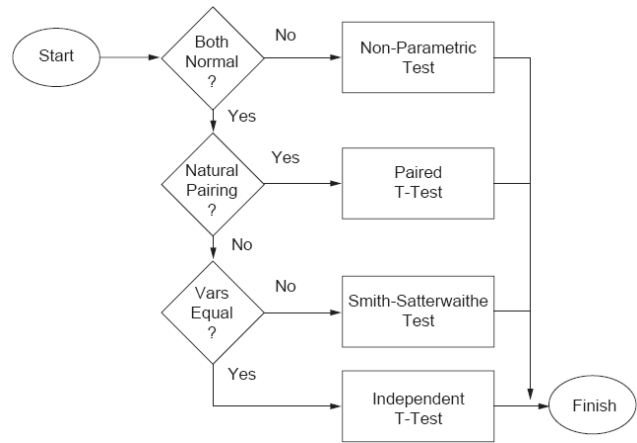 Start
Both
Normal
?
No
Non-Parametric
Test
Yes
Natural
Pairing
?
Yes
Paired
T-Test
No
Vars
Equal
?
No
Smith-Satterwaithe
Test
Yes
Independent
T-Test
Finish